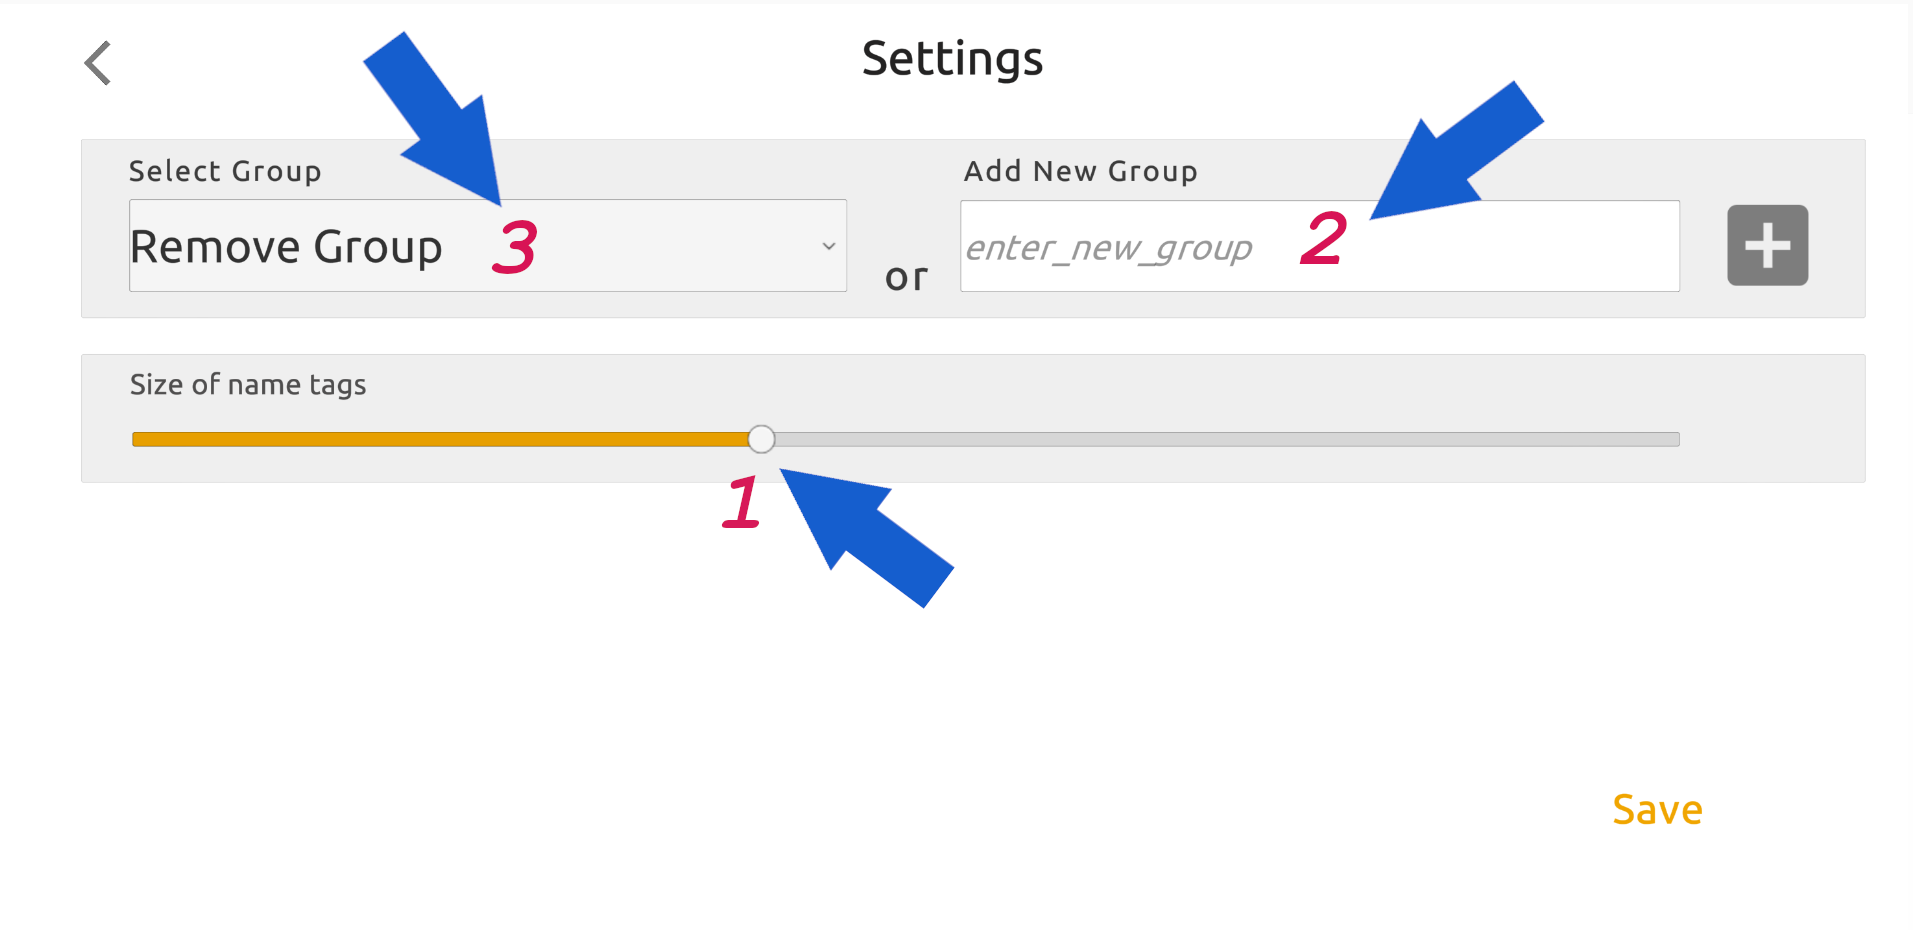 Settings
Select Group
Add New Group
Remove Group 3
or
enter_new_group 2
Size of name tags
1
Save